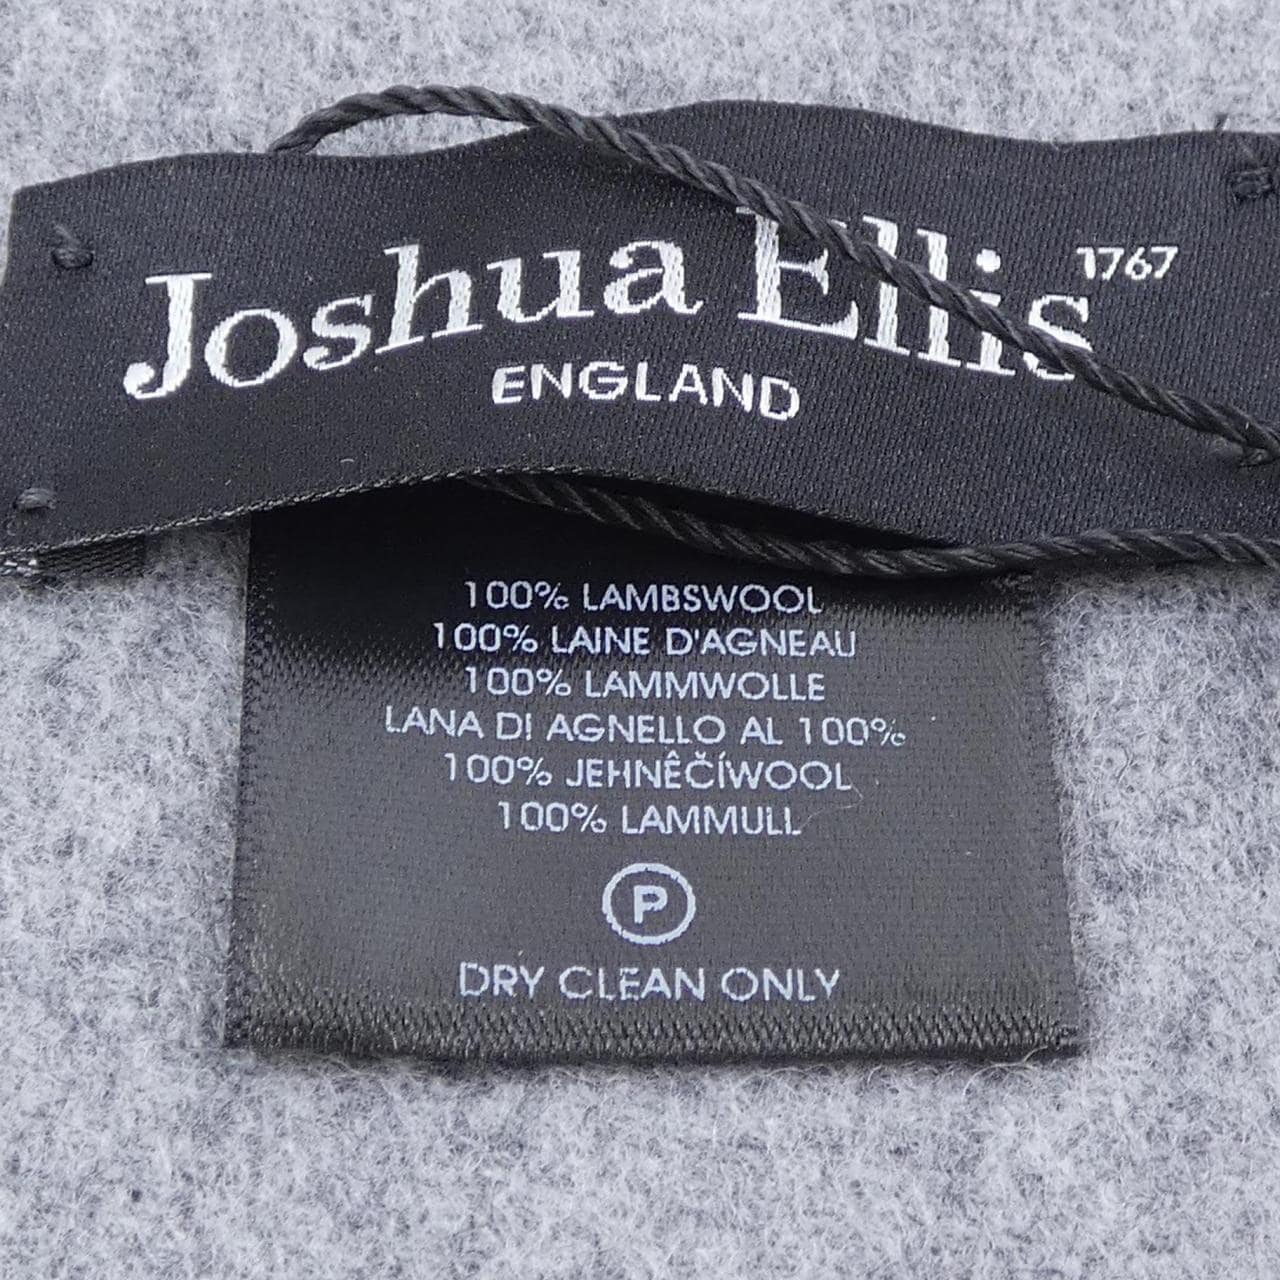 Joshua Ellis 1767
ENGLAND
100% LAMBSWOOL
100% LAINE D'AGNEAU
100% LAMMWOLLE
LANA DI AGNELLO AL 100%
100% JEHNÊČÍWOOL
100% LAMMULL
P
DRY CLEAN ONLY